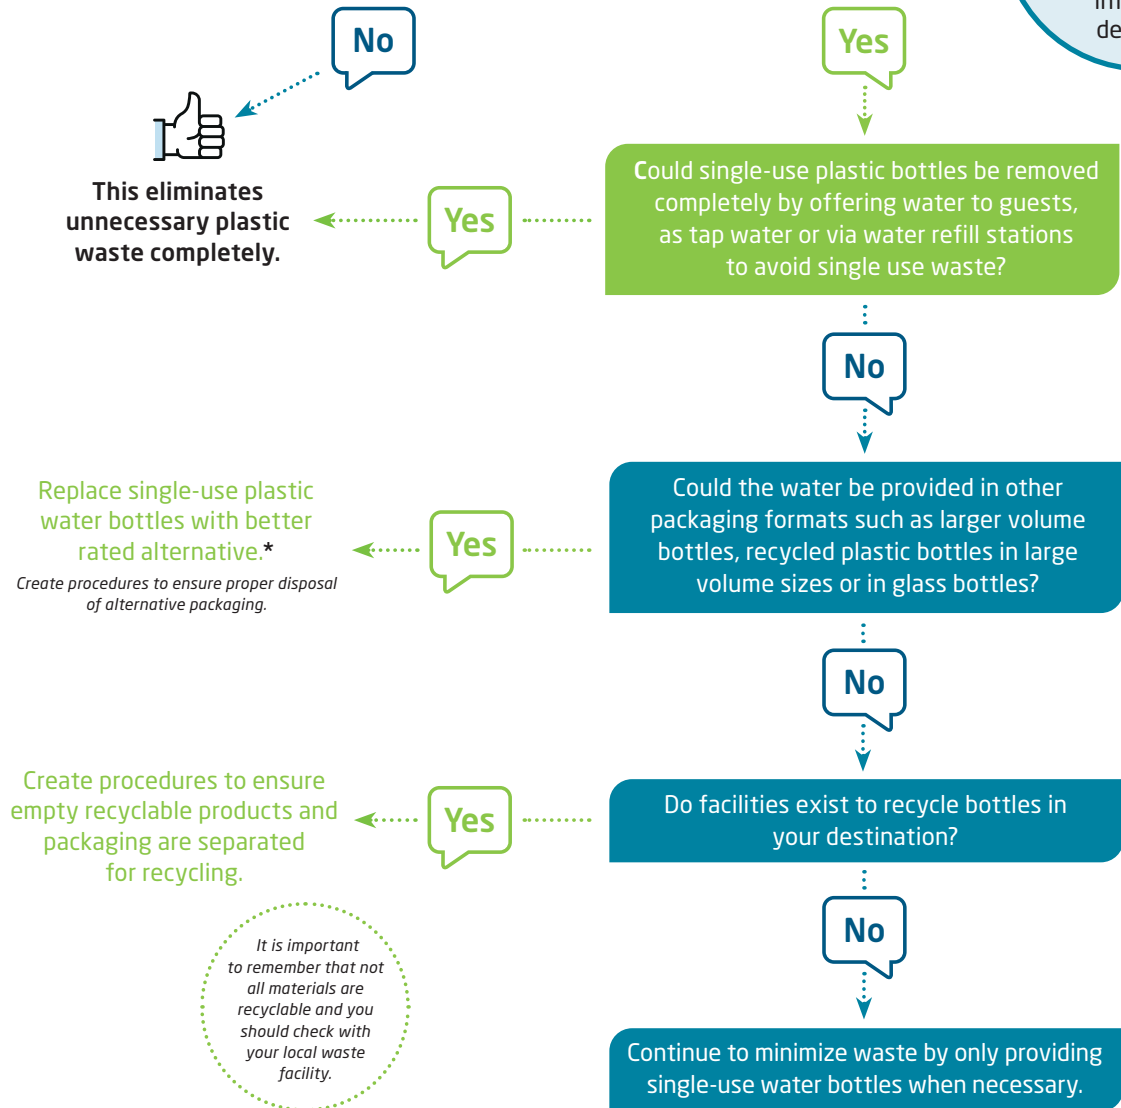 No
Yes
This eliminates
unnecessary plastic
waste completely.
Yes
Could single-use plastic bottles be removed
completely by offering water to guests,
as tap water or via water refill stations
to avoid single use waste?
No
Replace single-use plastic
water bottles with better
rated alternative.*
Create procedures to ensure proper disposal
of alternative packaging.
Yes
Could the water be provided in other
packaging formats such as larger volume
bottles, recycled plastic bottles in large
volume sizes or in glass bottles?
No
Create procedures to ensure
empty recyclable products and
packaging are separated
for recycling.
Yes
Do facilities exist to recycle bottles in
your destination?
It is important
to remember that not
all materials are
recyclable and you
should check with
your local waste
facility.
No
Continue to minimize waste by only providing
single-use water bottles when necessary.